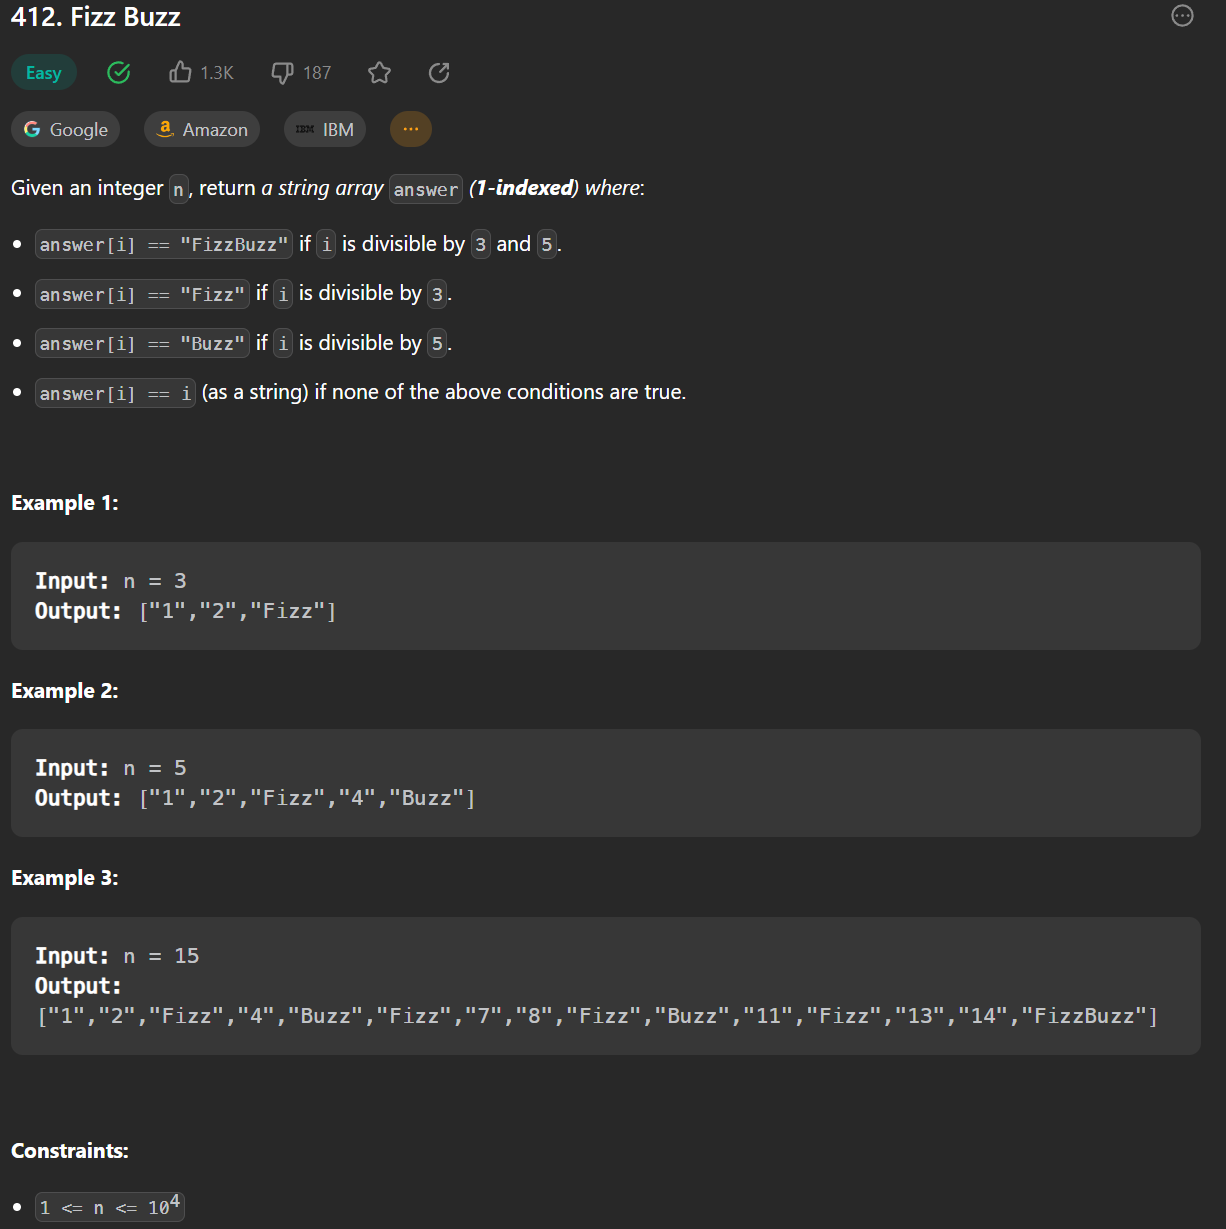 412. Fizz Buzz
Easy 1.3K 187
Google Amazon IBM IBM ...
Given an integer n, return a string array answer (1-indexed) where:
• answer[i] == "FizzBuzz" if i is divisible by 3 and 5.
• answer[i] == "Fizz" if i is divisible by 3.
• answer[i] == "Buzz" if i is divisible by 5.
• answer[i] == i (as a string) if none of the above conditions are true.
Example 1:
Input: n = 3
Output: ["1","2","Fizz"]
Example 2:
Input: n = 5
Output: ["1","2","Fizz","4","Buzz"]
Example 3:
Input: n = 15
Output:
["1","2","Fizz","4","Buzz","Fizz","7","8","Fizz","Buzz","11","Fizz","13","14","FizzBuzz"]
Constraints:
• 1 <= n <= 10⁴